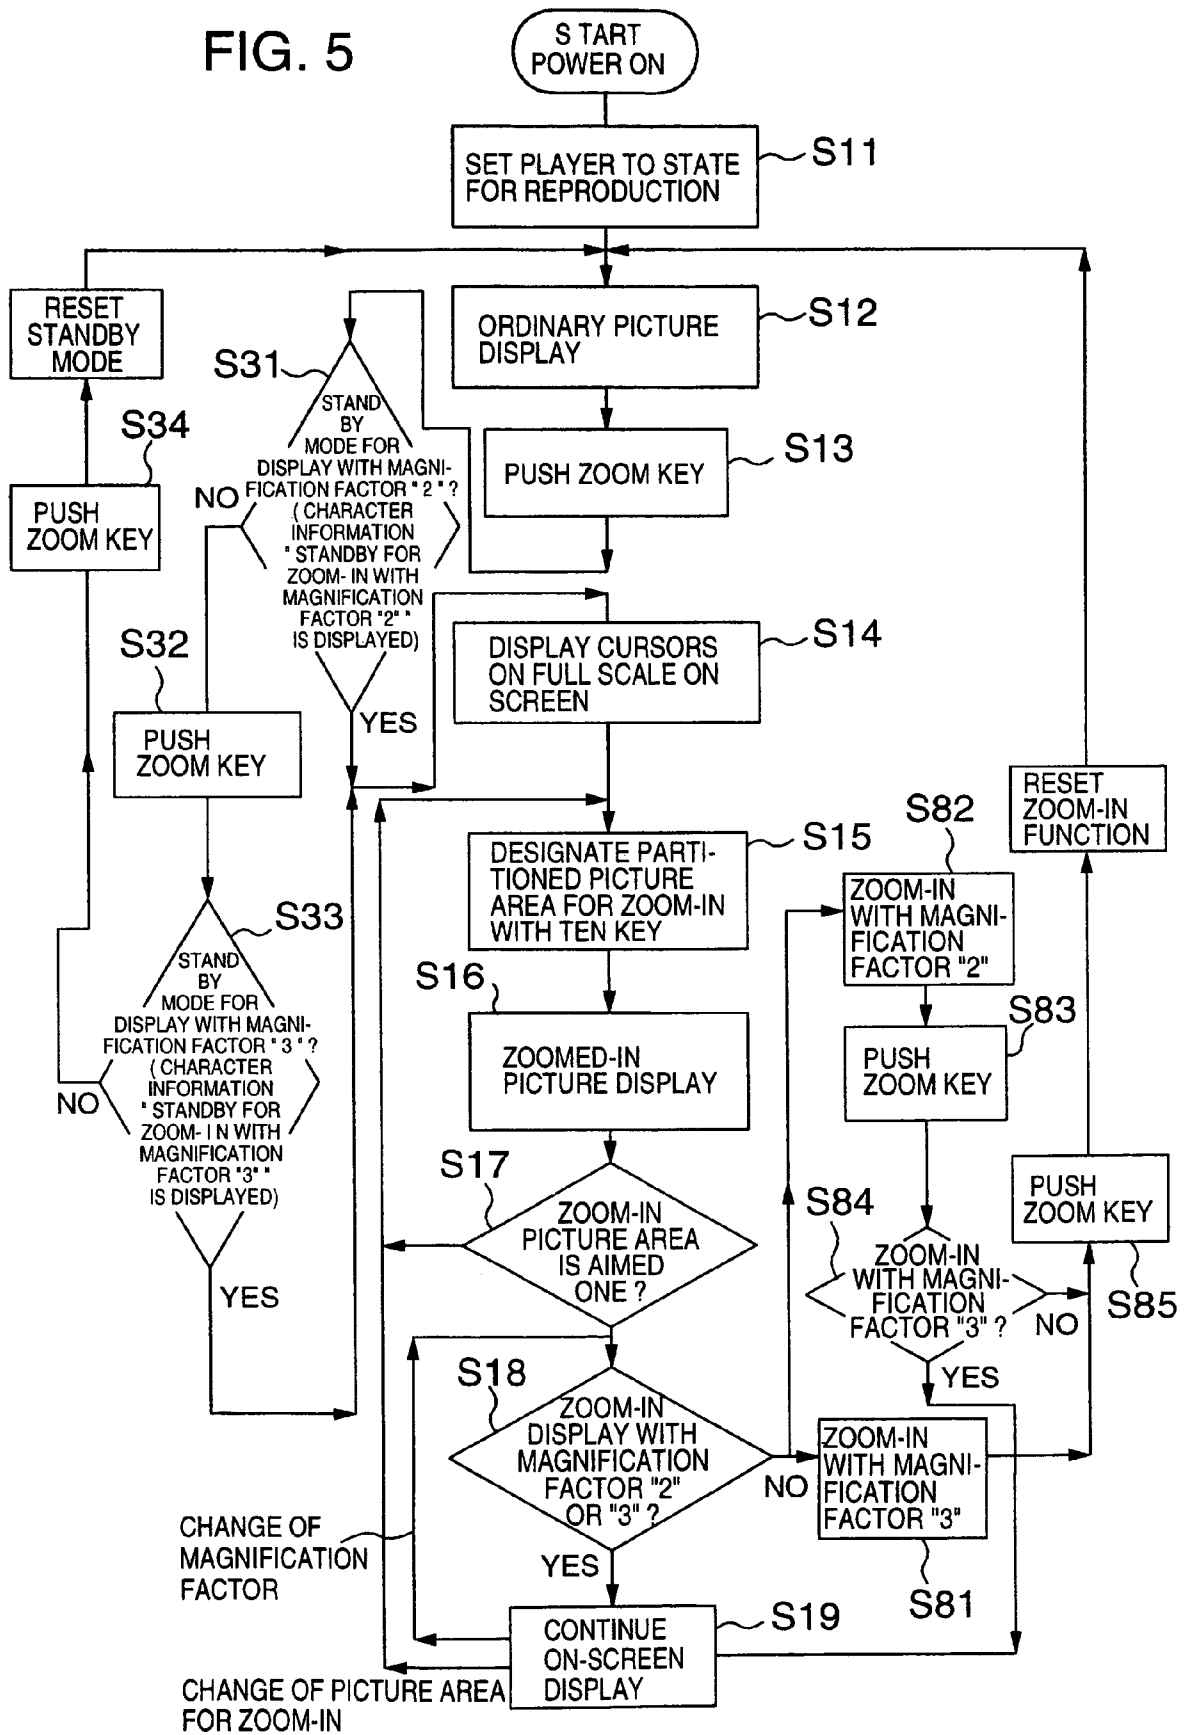 FIG. 5
S TART
POWER ON
S11
SET PLAYER TO STATE
FOR REPRODUCTION
RESET
STANDBY
MODE
S12
ORDINARY PICTURE
DISPLAY
S31
STAND
BY
MODE FOR
DISPLAY WITH MAGNI-
FICATION FACTOR " 2 " ?
( CHARACTER
INFORMATION
" STANDBY FOR
ZOOM- IN WITH
MAGNIFICATION
FACTOR "2" "
IS DISPLAYED)
NO
YES
S34
PUSH
ZOOM KEY
S13
PUSH ZOOM KEY
S14
DISPLAY CURSORS
ON FULL SCALE ON
SCREEN
S32
PUSH
ZOOM KEY
S33
STAND
BY
MODE FOR
DISPLAY WITH MAGNI-
FICATION FACTOR " 3 " ?
( CHARACTER
INFORMATION
" STANDBY FOR
ZOOM- I N WITH
MAGNIFICATION
FACTOR "3" "
IS DISPLAYED)
NO
YES
S15
DESIGNATE PARTI-
TIONED PICTURE
AREA FOR ZOOM-IN
WITH TEN KEY
S16
ZOOMED-IN
PICTURE DISPLAY
S17
ZOOM-IN
PICTURE AREA
IS AIMED
ONE ?
S18
ZOOM-IN
DISPLAY WITH
MAGNIFICATION
FACTOR "2"
OR "3" ?
NO
YES
S19
CONTINUE
ON-SCREEN
DISPLAY
CHANGE OF
MAGNIFICATION
FACTOR
CHANGE OF PICTURE AREA
FOR ZOOM-IN
S82
ZOOM-IN
WITH MAGNI-
FICATION
FACTOR "2"
S83
PUSH
ZOOM KEY
S84
ZOOM-IN
WITH MAGNI-
FICATION
FACTOR "3" ?
NO
YES
ZOOM-IN
WITH MAGNI-
FICATION
FACTOR "3"
S81
RESET
ZOOM-IN
FUNCTION
PUSH
ZOOM KEY
S85